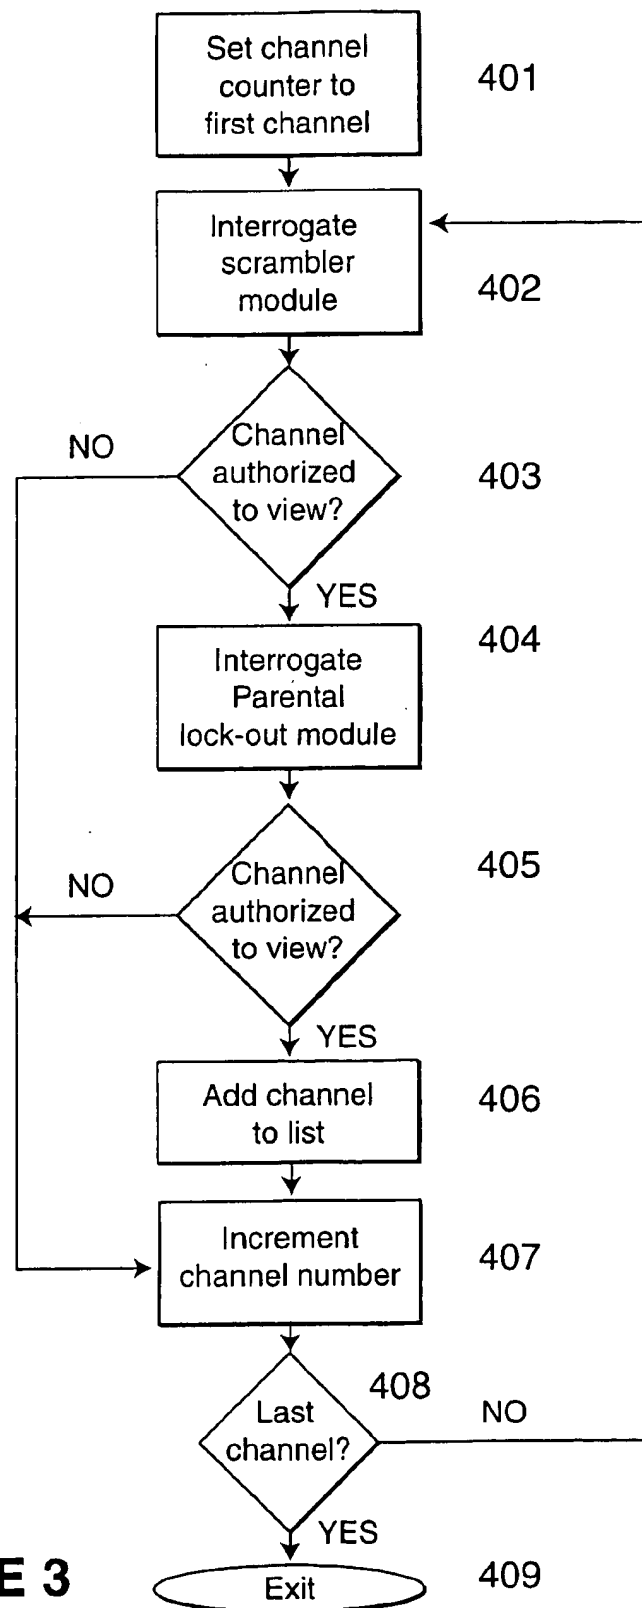 Set channel
counter to
first channel
401
Interrogate
scrambler
module
402
NO
Channel
authorized
to view?
403
YES
404
Interrogate
Parental
lock-out module
405
NO
Channel
authorized
to view?
YES
Add channel
to list
406
Increment
channel number
407
408
Last
channel?
NO
YES
E 3
Exit
409